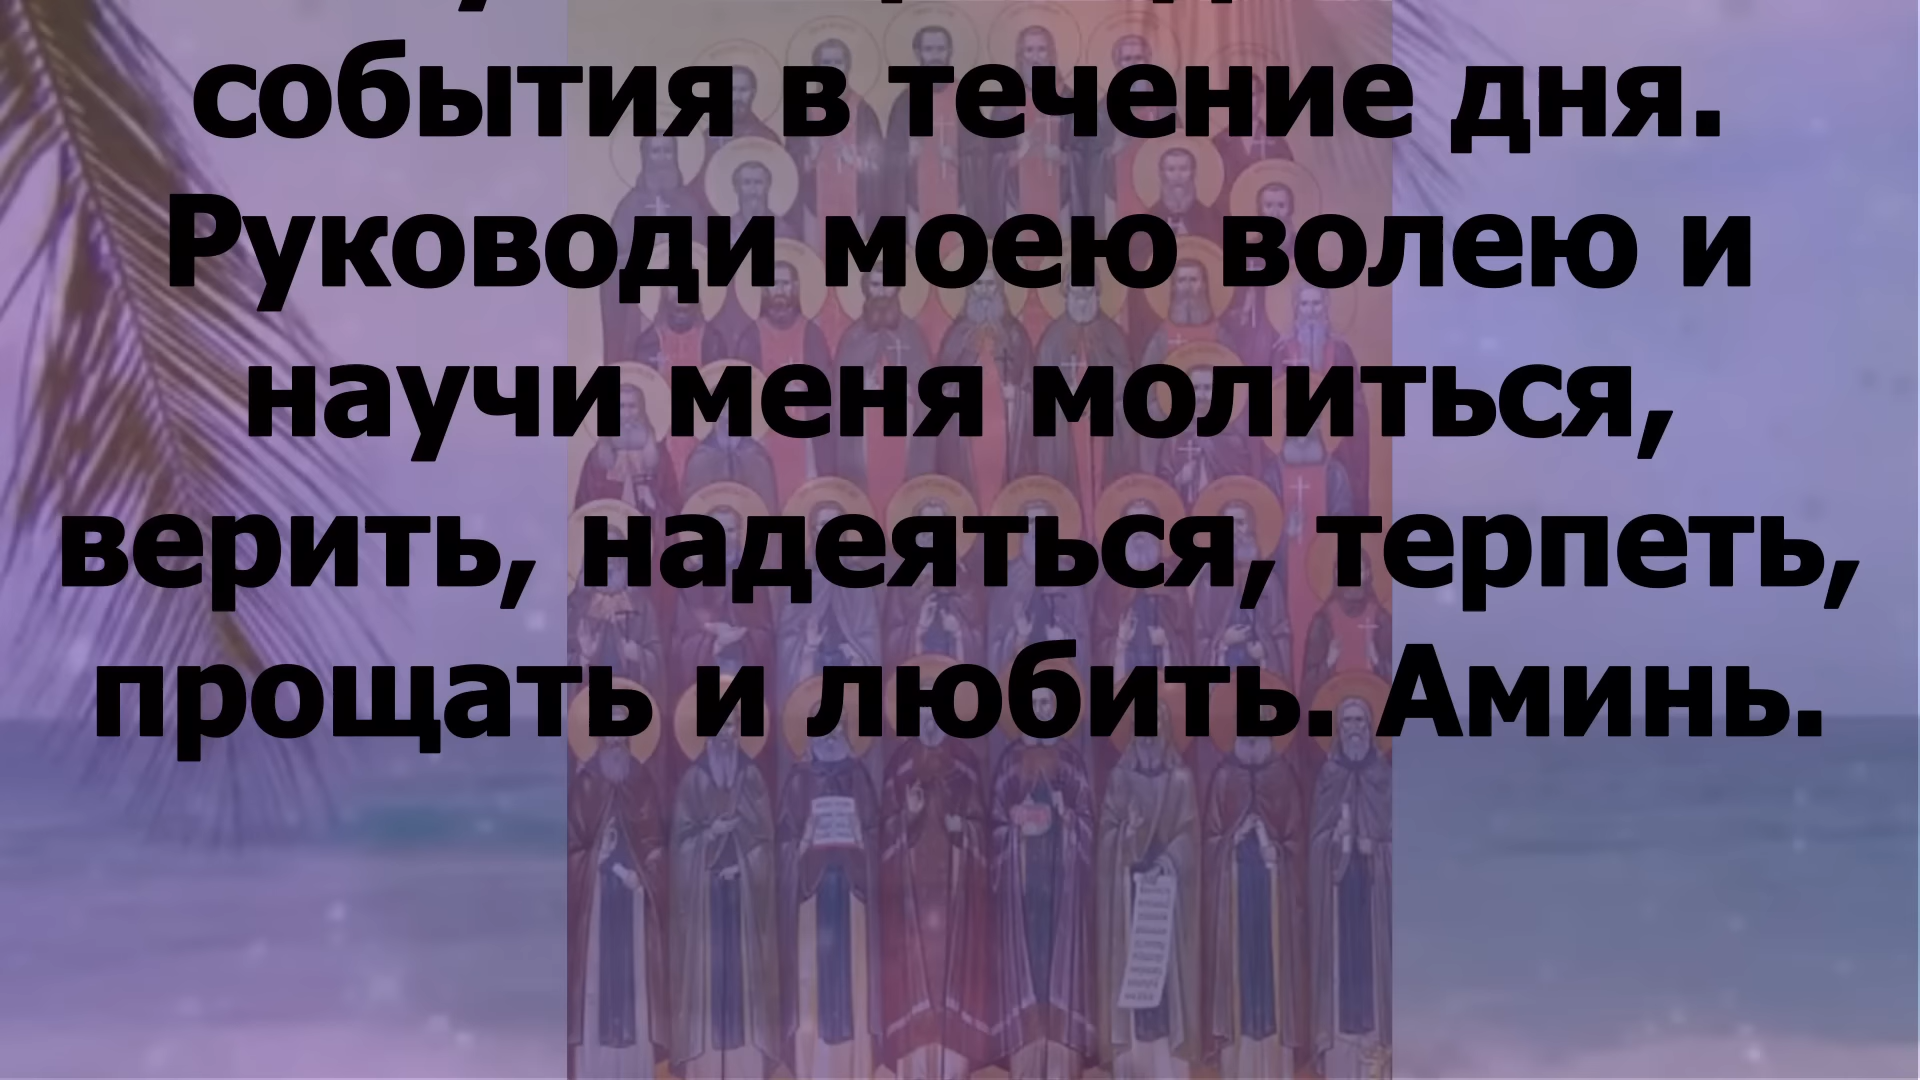 события в течение дня.
Руководи моею волею и
научи меня молиться,
верить, надеяться, терпеть,
прощать и любить. Аминь.